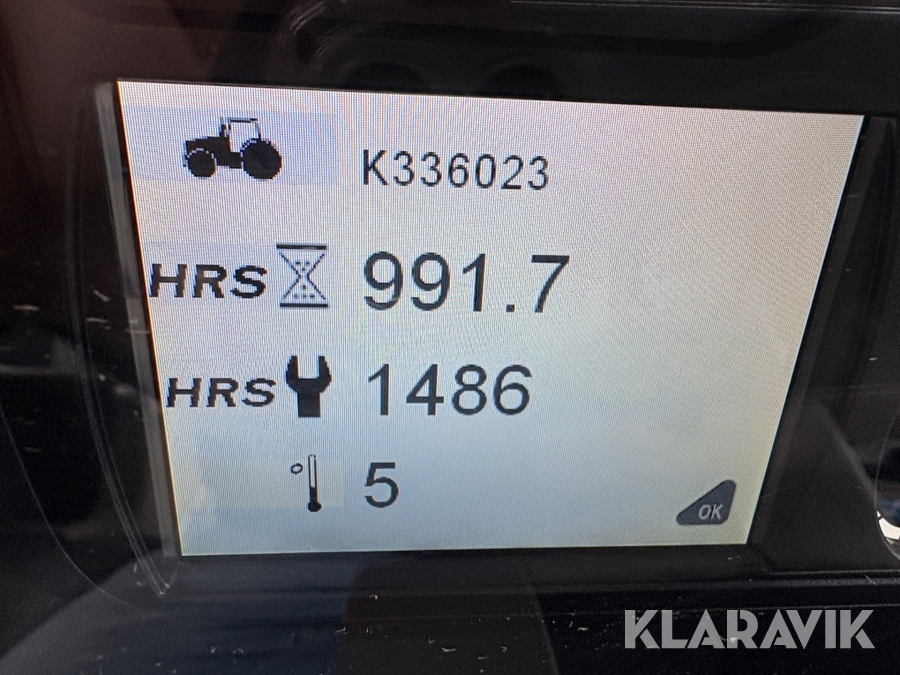 K336023
HRS 991.7
HRS 1486
° 5
OK
KLARAVIK